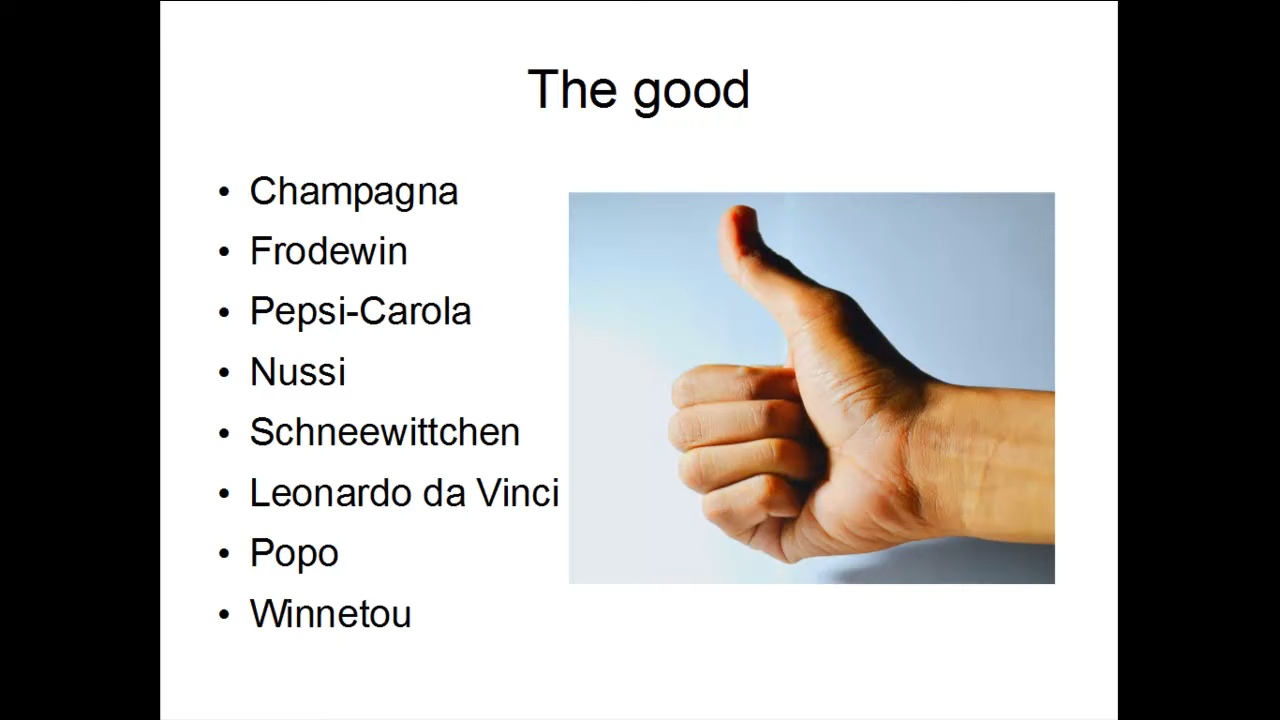 The good
• Champagna
• Frodewin
• Pepsi-Carola
• Nussi
• Schneewittchen
• Leonardo da Vinci
• Popo
• Winnetou